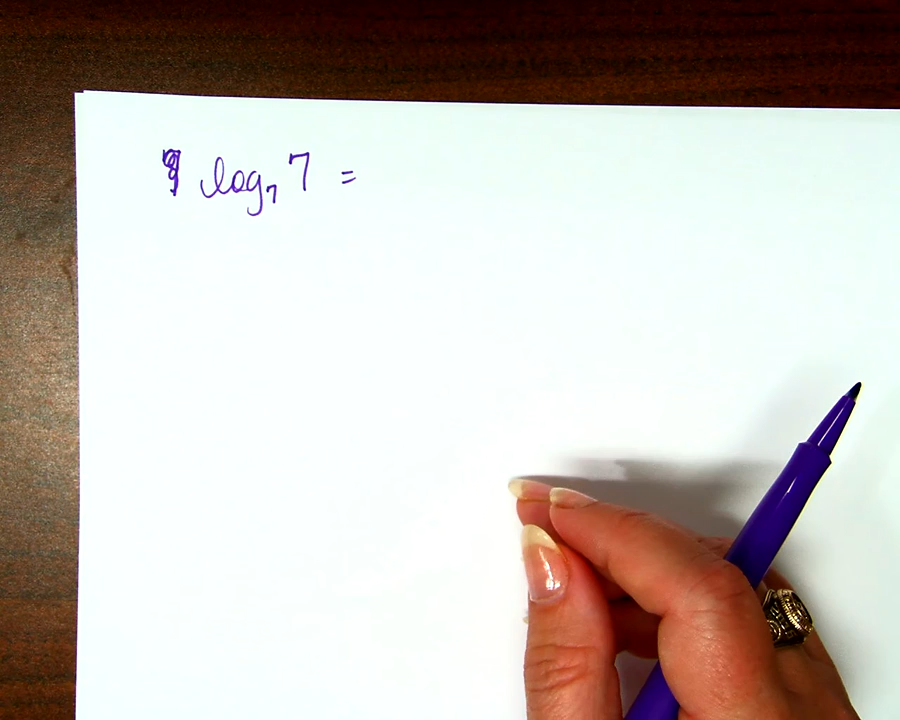 log₇ 7 =